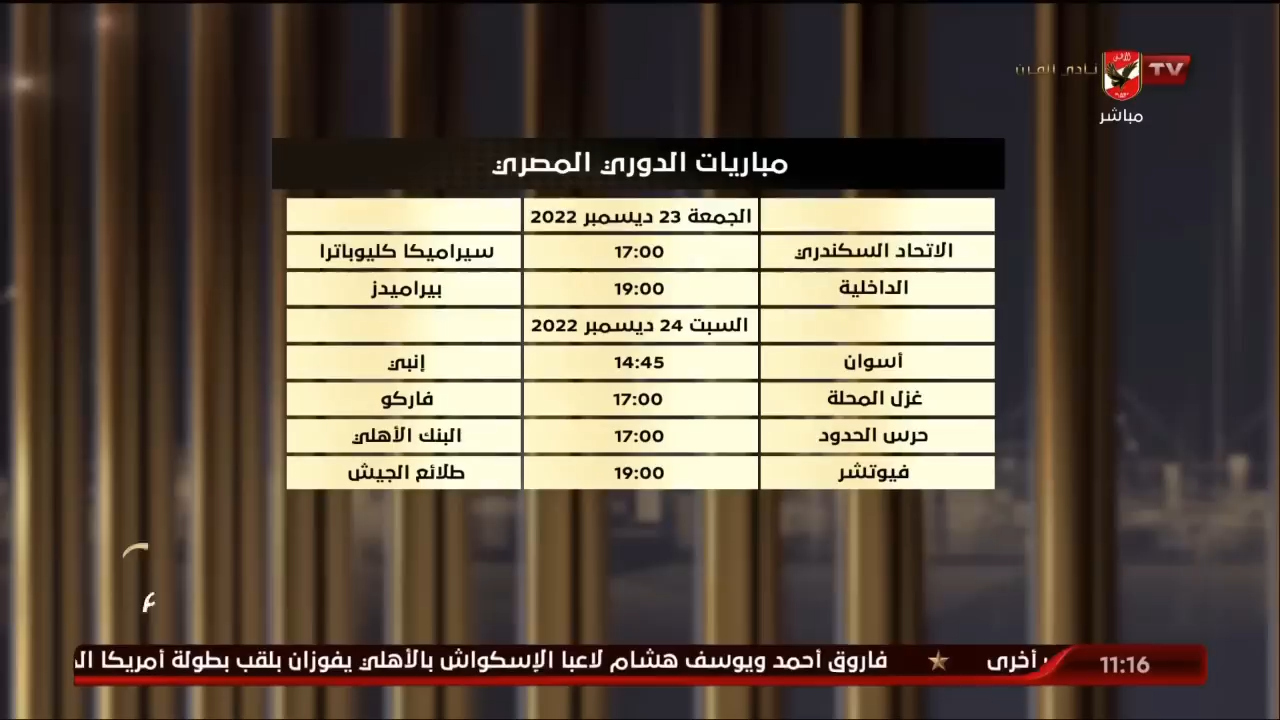 نادي القرن
TV
مباشر
مباريات الدوري المصري
الجمعة 23 ديسمبر 2022
الاتحاد السكندري 17:00 سيراميكا كليوباترا
الداخلية 19:00 بيراميدز
السبت 24 ديسمبر 2022
أسوان 14:45 إنبي
غزل المحلة 17:00 فاركو
حرس الحدود 17:00 البنك الأهلي
فيوتشر 19:00 طلائع الجيش
11:16 أخرى فاروق أحمد ويوسف هشام لاعبا الإسكواش بالأهلي يفوزان بلقب بطولة أمريكا